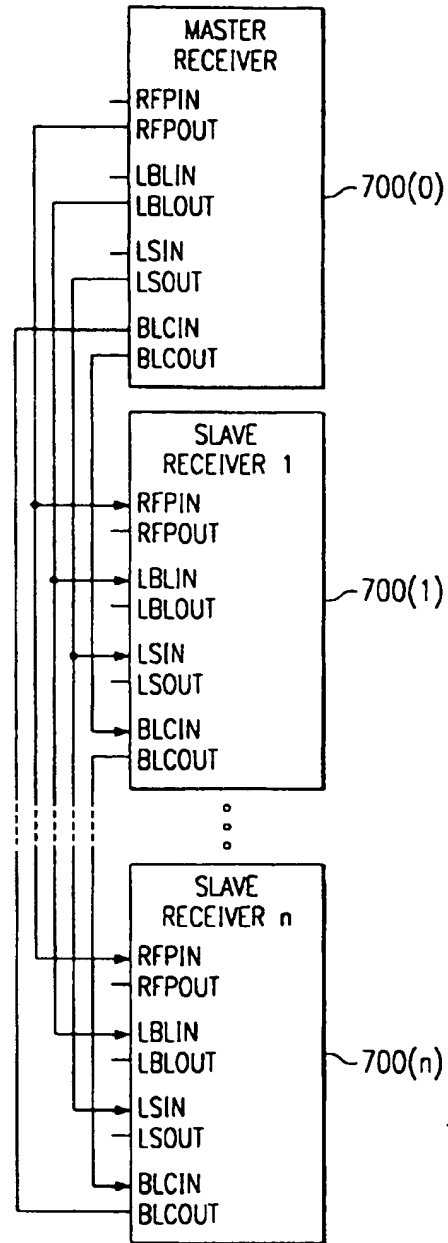 MASTER
RECEIVER
RFPIN
RFPOUT
LBLIN
LBLOUT
LSIN
LSOUT
BLCIN
BLCOUT
700(0)
SLAVE
RECEIVER 1
RFPIN
RFPOUT
LBLIN
LBLOUT
LSIN
LSOUT
BLCIN
BLCOUT
700(1)
SLAVE
RECEIVER n
RFPIN
RFPOUT
LBLIN
LBLOUT
LSIN
LSOUT
BLCIN
BLCOUT
700(n)